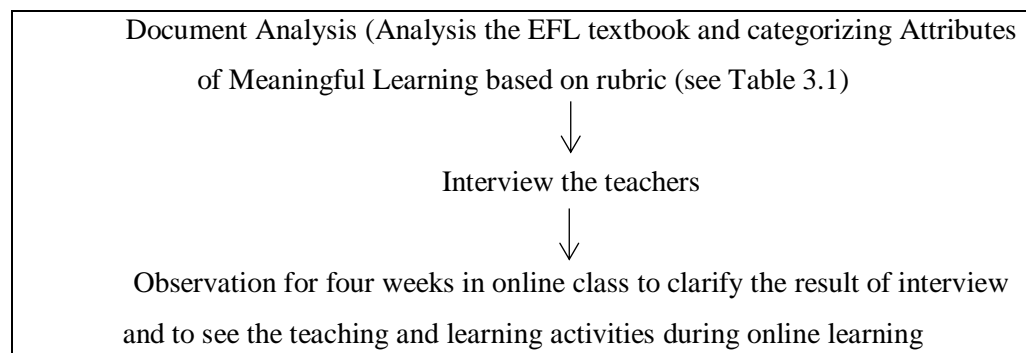 Document Analysis (Analysis the EFL textbook and categorizing Attributes
of Meaningful Learning based on rubric (see Table 3.1)
Interview the teachers
Observation for four weeks in online class to clarify the result of interview
and to see the teaching and learning activities during online learning